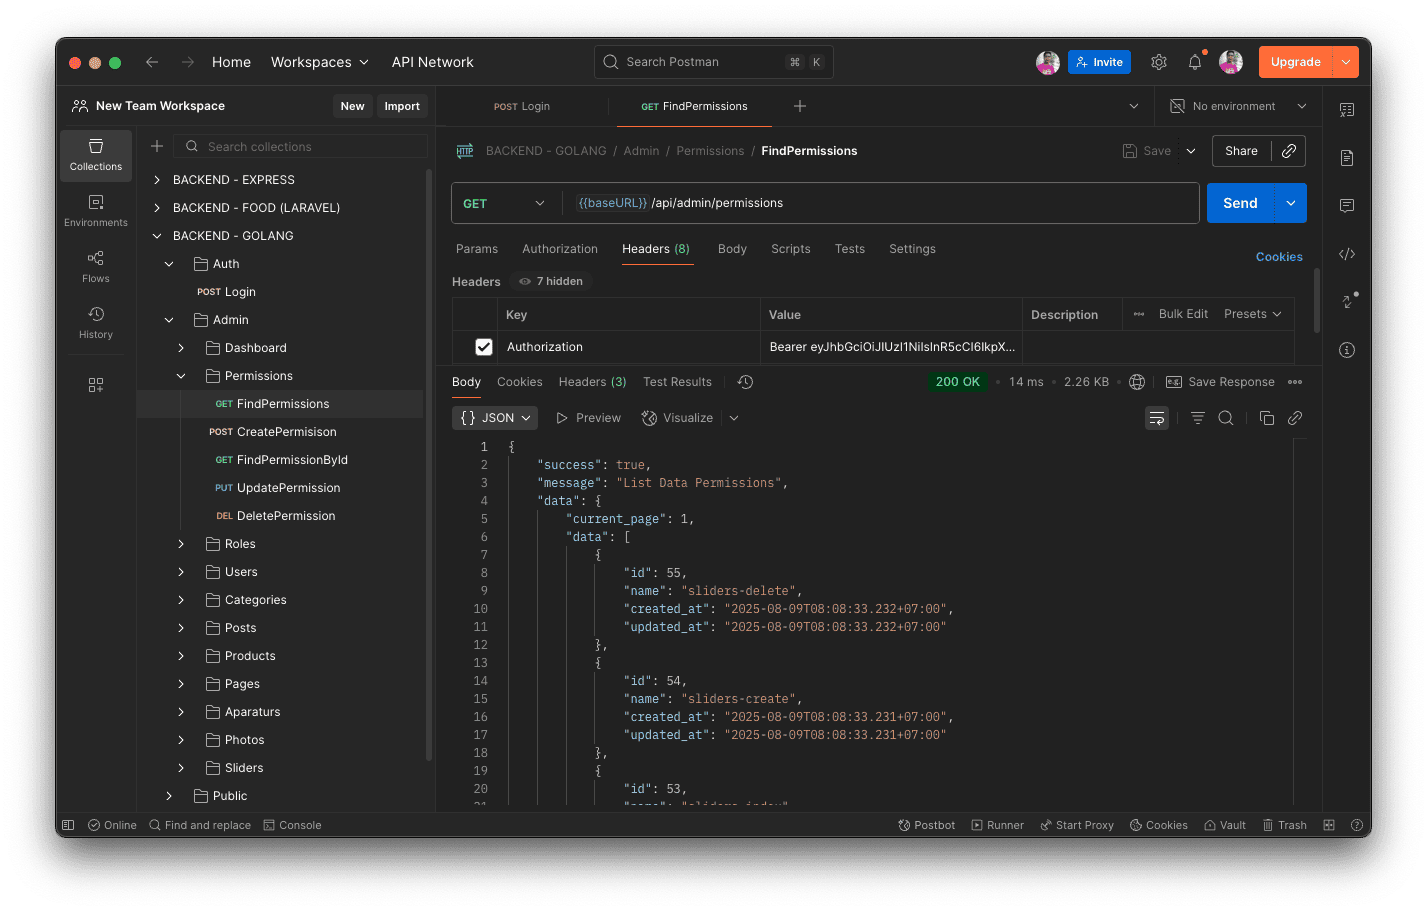 Home
Workspaces
API Network
Search Postman
⌘ K
Invite
Upgrade
New Team Workspace
New
Import
POST Login
GET FindPermissions
No environment
Collections
Environments
Flows
History
Search collections
BACKEND - EXPRESS
BACKEND - FOOD (LARAVEL)
BACKEND - GOLANG
Auth
POST Login
Admin
Dashboard
Permissions
GET FindPermissions
POST CreatePermisison
GET FindPermissionById
PUT UpdatePermission
DEL DeletePermission
Roles
Users
Categories
Posts
Products
Pages
Aparaturs
Photos
Sliders
Public
HTTP BACKEND - GOLANG / Admin / Permissions / FindPermissions
Save
Share
GET
{{baseURL}} /api/admin/permissions
Send
Params Authorization Headers (8) Body Scripts Tests Settings
Cookies
Headers 7 hidden
Key Value Description Bulk Edit Presets
Authorization
Body Cookies Headers (3) Test Results
200 OK • 14 ms • 2.26 KB
Save Response
{} JSON Preview Visualize
1 {
2 "success": true,
3 "message": "List Data Permissions",
4 "data": {
5 "current_page": 1,
6 "data": [
7 {
8 "id": 55,
9 "name": "sliders-delete",
10 "created_at": "2025-08-09T08:08:33.232+07:00",
11 "updated_at": "2025-08-09T08:08:33.232+07:00"
12 },
13 {
14 "id": 54,
15 "name": "sliders-create",
16 "created_at": "2025-08-09T08:08:33.231+07:00",
17 "updated_at": "2025-08-09T08:08:33.231+07:00"
18 },
19 {
20 "id": 53,
Online
Find and replace
Console
Postbot
Runner
Start Proxy
Cookies
Vault
Trash